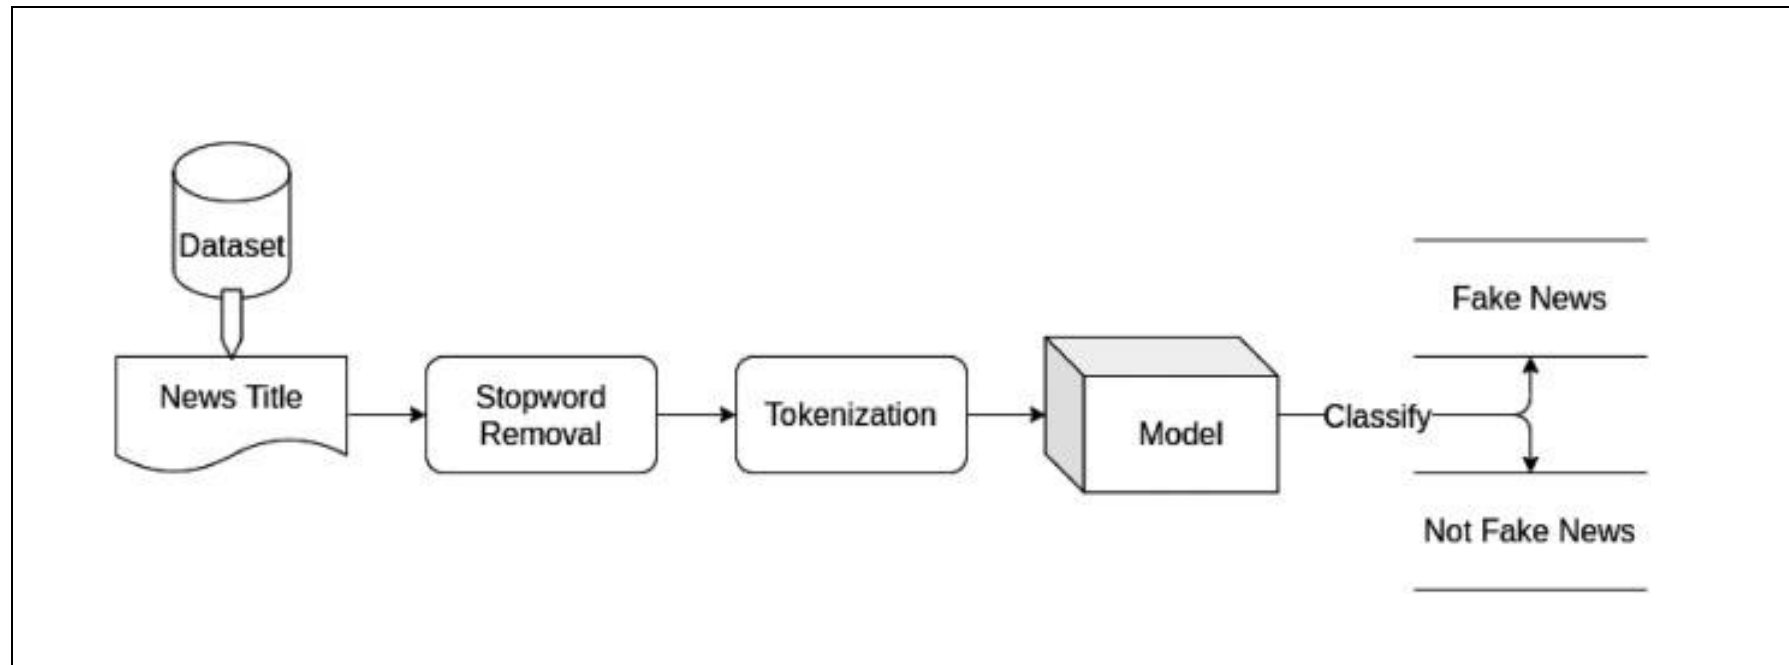 Dataset
News Title
Stopword
Removal
Tokenization
Model
Classify
Fake News
Not Fake News